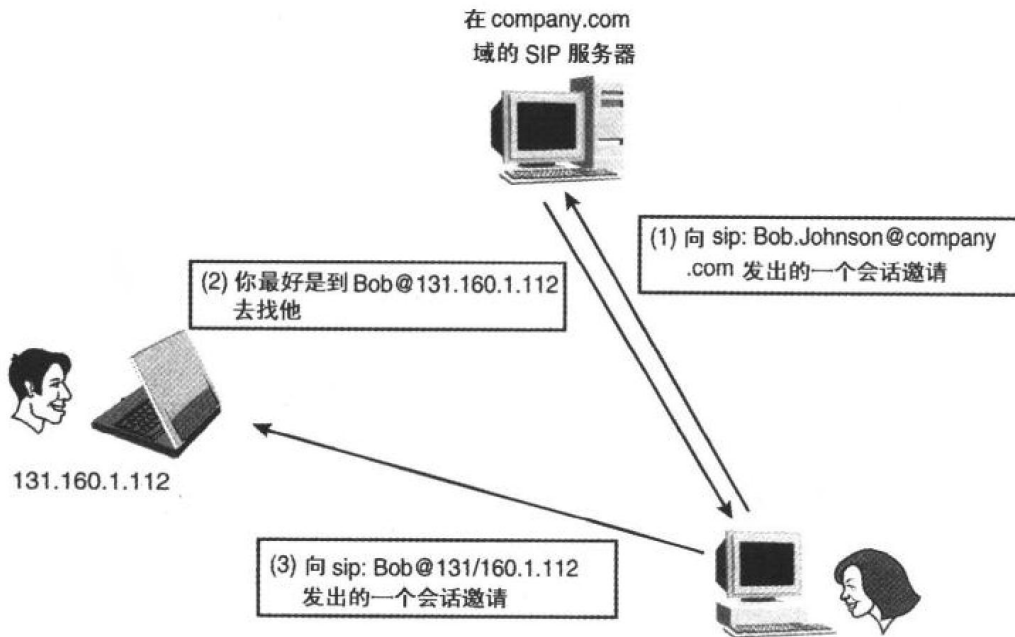 在 company.com
域的 SIP 服务器
(1) 向 sip: Bob.Johnson@company
.com 发出的一个会话邀请
(2) 你最好是到 Bob@131.160.1.112
去找他
131.160.1.112
(3) 向 sip: Bob@131/160.1.112
发出的一个会话邀请